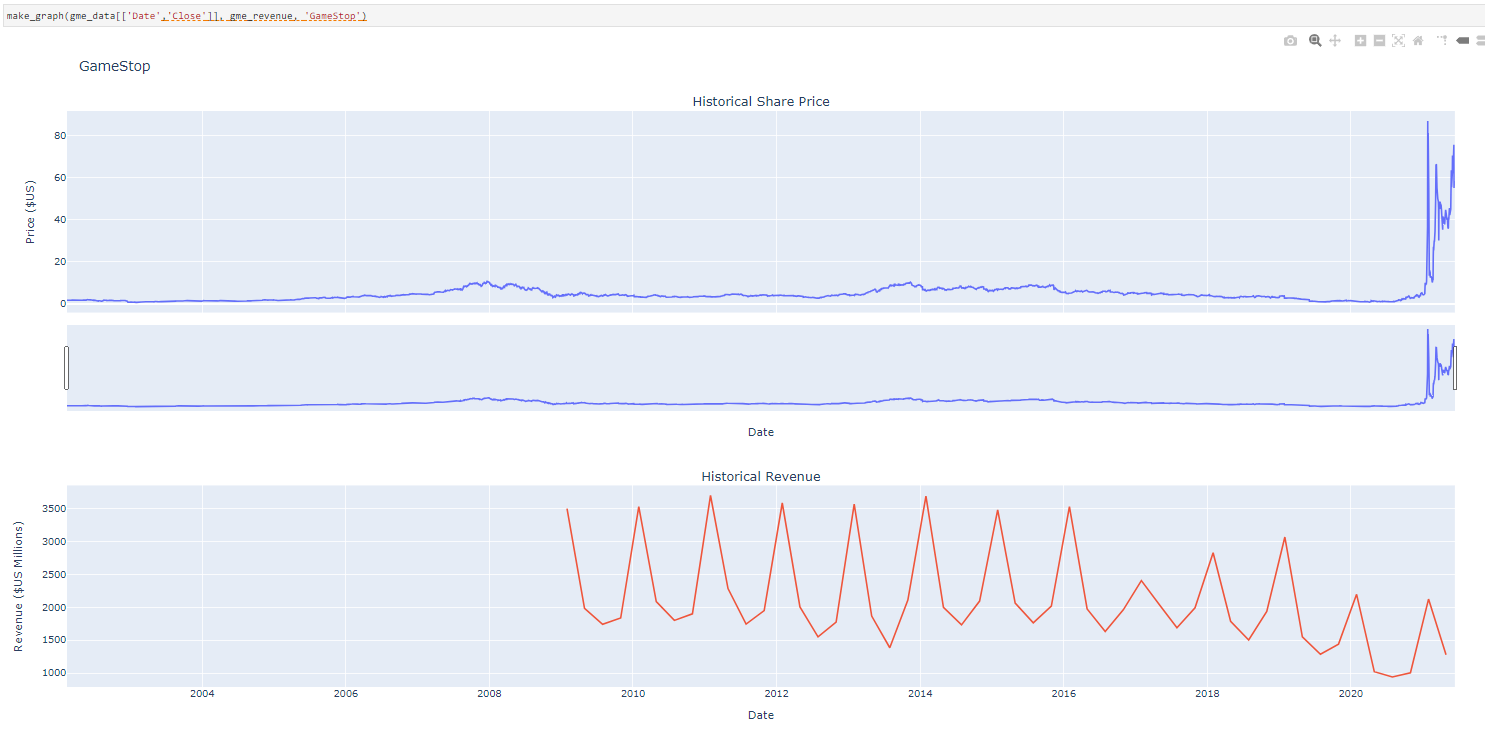 make_graph(gme_data[['Date','Close']], gme_revenue, 'GameStop')
GameStop
Historical Share Price
80
60
40
20
0
Price ($US)
Date
Historical Revenue
3500
3000
2500
2000
1500
1000
Revenue ($US Millions)
2004 2006 2008 2010 2012 2014 2016 2018 2020
Date